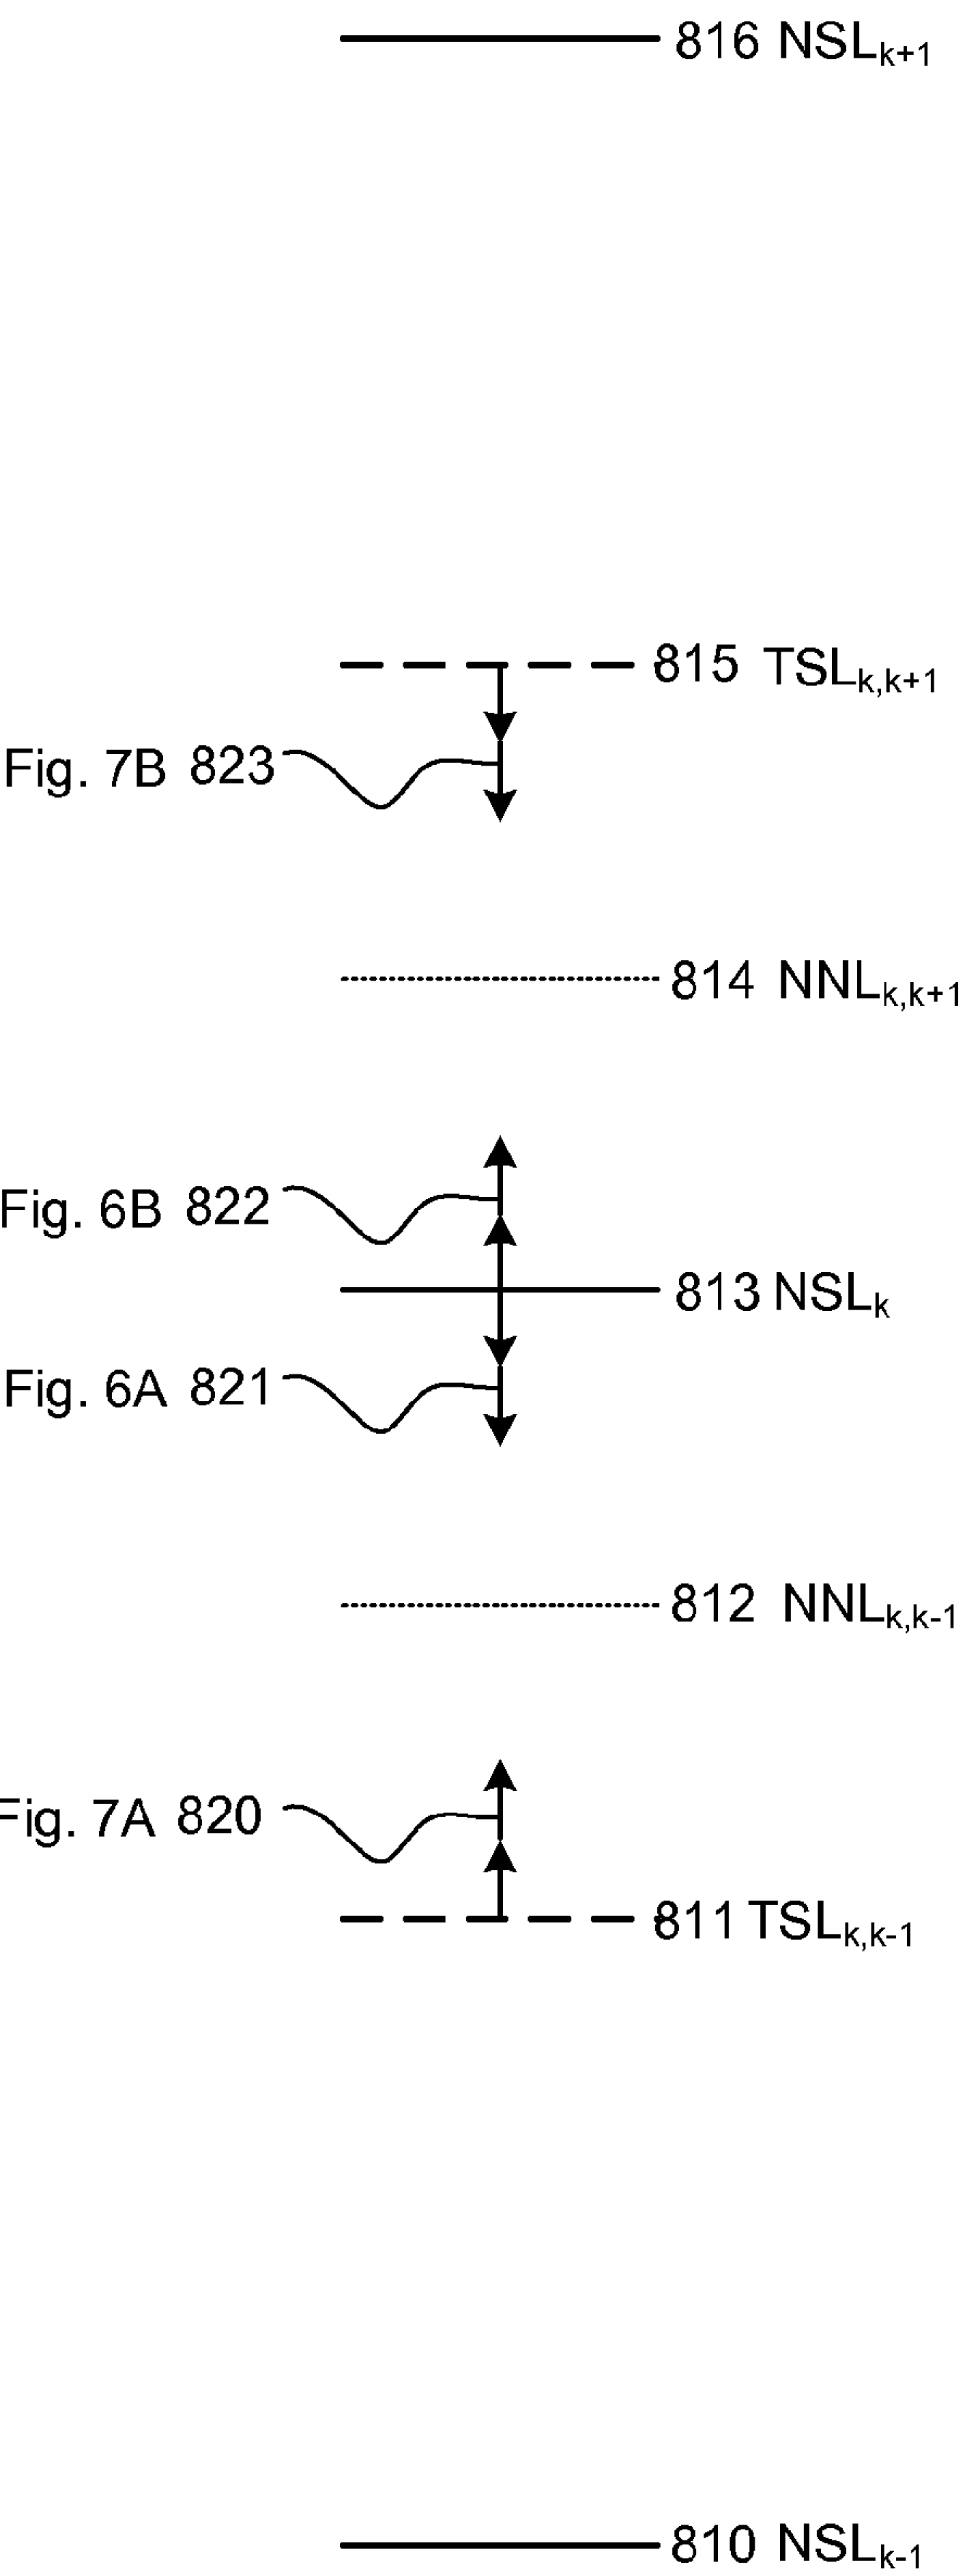 816 NSLk+1
815 TSLk,k+1
Fig. 7B 823
814 NNLk,k+1
Fig. 6B 822
813 NSLk
Fig. 6A 821
812 NNLk,k-1
Fig. 7A 820
811 TSLk,k-1
810 NSLk-1